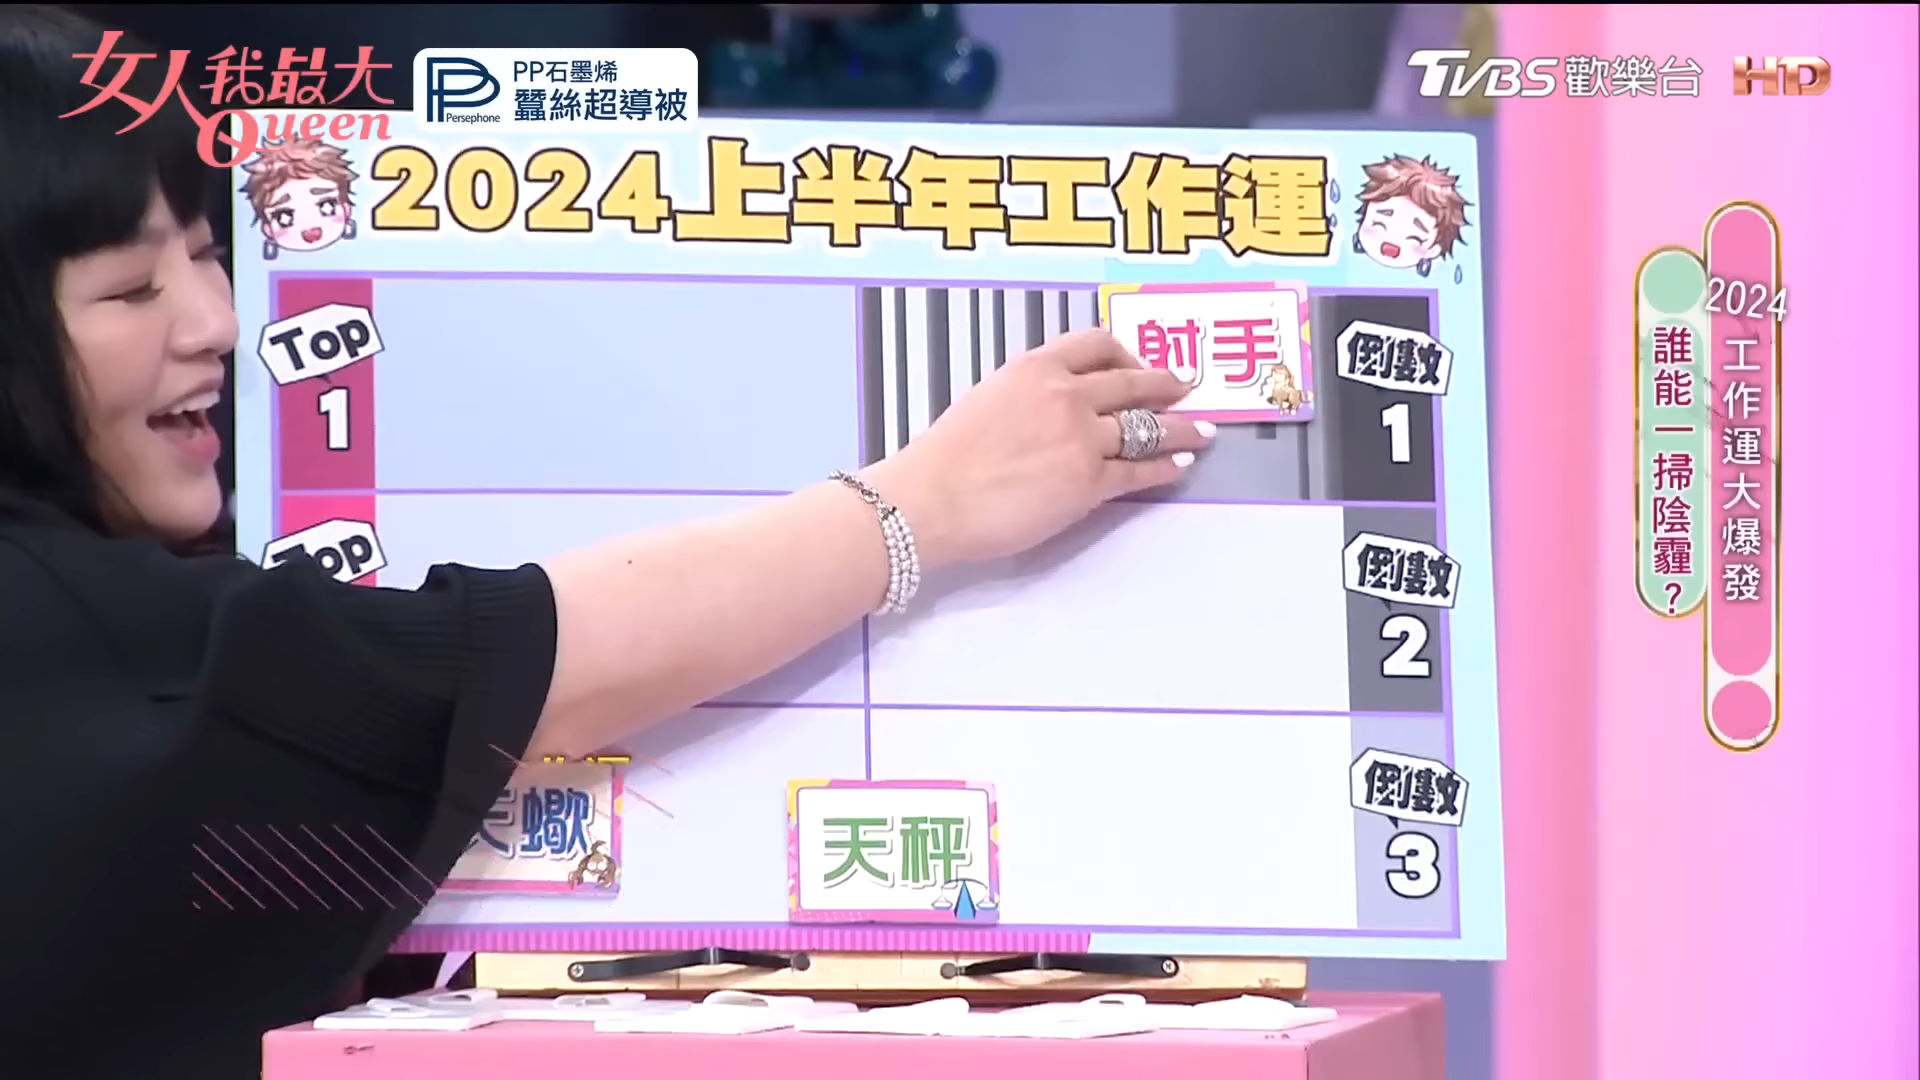 女人我最大
Queen
PP石墨烯
蠶絲超導被
Persephone
TVBS歡樂台 HD
2024上半年工作運
Top
1
射手
倒數
1
Top
倒數
2
天蠍
天秤
倒數
3
2024
工作運大爆發
誰能一掃陰霾?